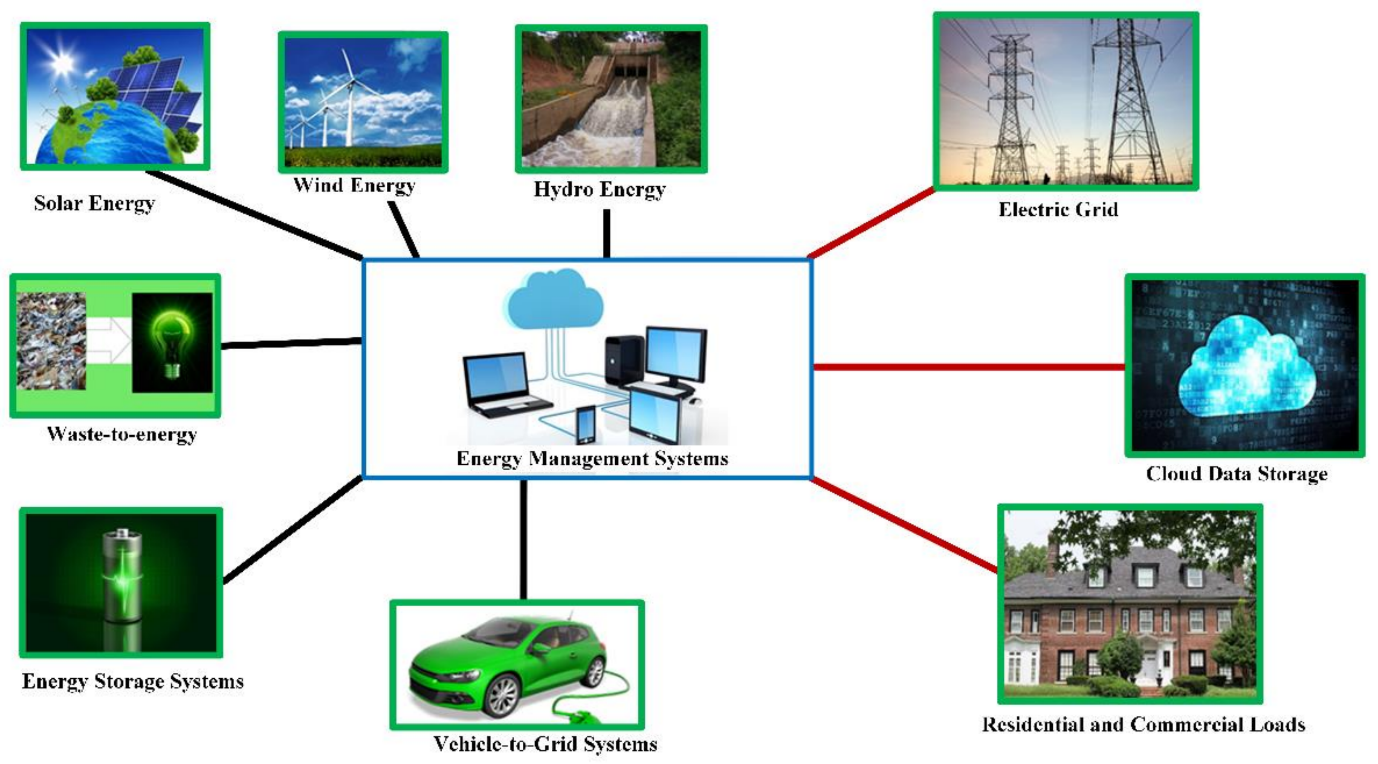 Solar Energy
Wind Energy
Hydro Energy
Electric Grid
Waste-to-energy
Energy Management Systems
Cloud Data Storage
Energy Storage Systems
Vehicle-to-Grid Systems
Residential and Commercial Loads